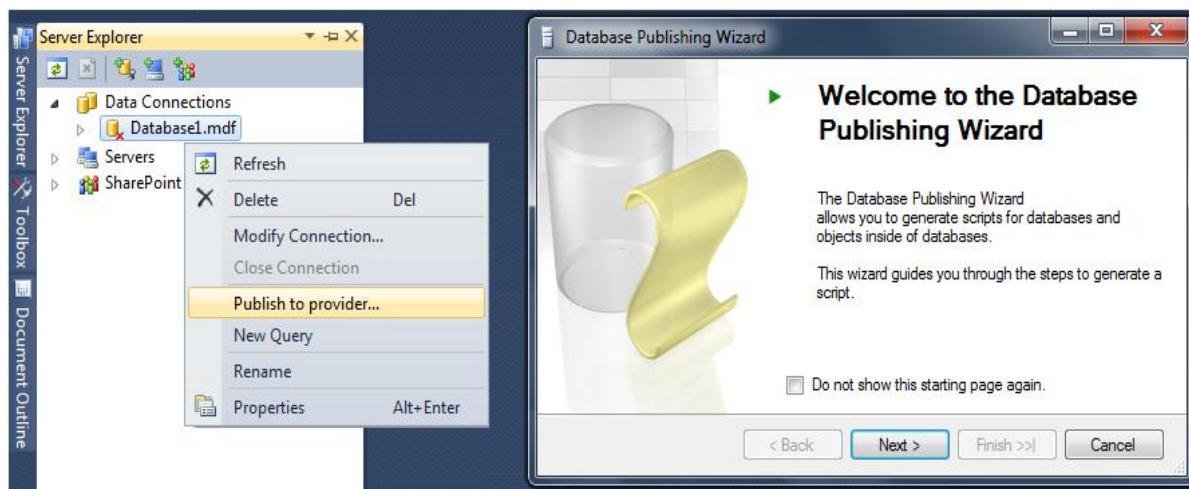 Server Explorer
Toolbox
Document Outline
Server Explorer
Data Connections
Database1.mdf
Servers
SharePoint
Refresh
Delete Del
Modify Connection...
Close Connection
Publish to provider...
New Query
Rename
Properties Alt+Enter
Database Publishing Wizard
Welcome to the Database
Publishing Wizard
The Database Publishing Wizard
allows you to generate scripts for databases and
objects inside of databases.
This wizard guides you through the steps to generate a
script.
Do not show this starting page again.
< Back Next > Finish >>| Cancel